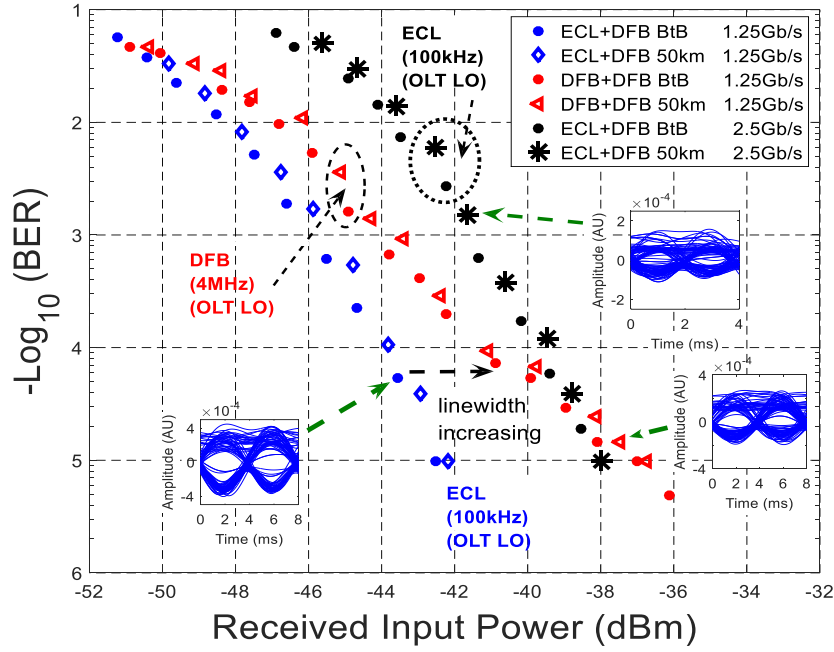 -Log10 (BER)
1
2
3
4
5
6
-52
-50
-48
-46
-44
-42
-40
-38
-36
-34
-32
Received Input Power (dBm)
ECL+DFB BtB 1.25Gb/s
ECL+DFB 50km 1.25Gb/s
DFB+DFB BtB 1.25Gb/s
DFB+DFB 50km 1.25Gb/s
ECL+DFB BtB 2.5Gb/s
ECL+DFB 50km 2.5Gb/s
ECL
(100kHz)
(OLT LO)
DFB
(4MHz)
(OLT LO)
linewidth
increasing
ECL
(100kHz)
(OLT LO)
×10-4
Amplitude (AU)
2
0
-2
0 2 4
Time (ms)
×10-4
Amplitude (AU)
4
0
-4
0 2 4 6 8
Time (ms)
×10-4
Amplitude (AU)
4
0
-4
0 2 4 6 8
Time (ms)